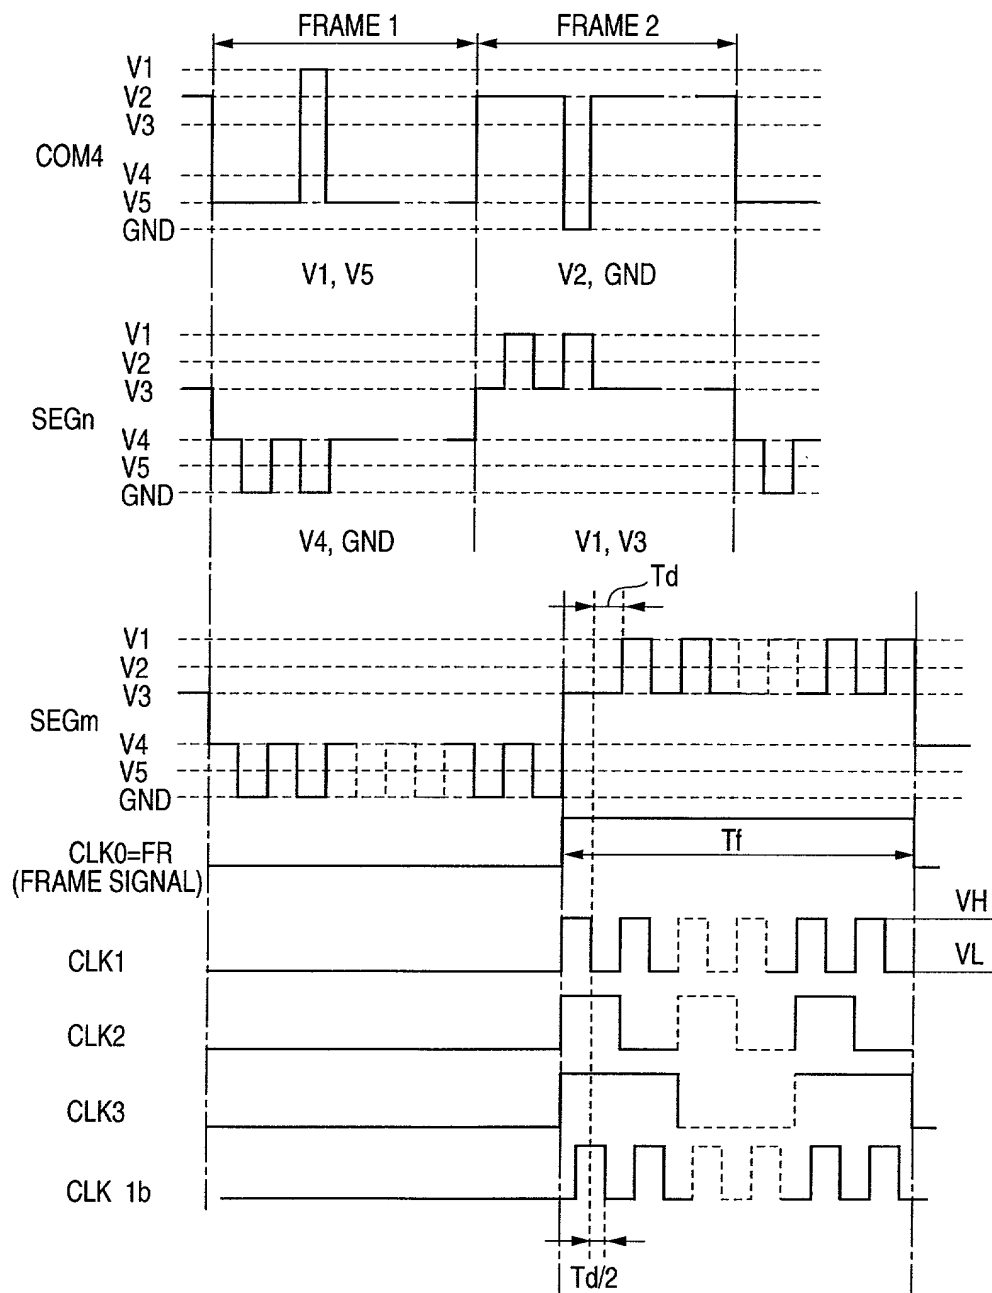 FRAME 1 FRAME 2
V1
V2
V3
COM4
V4
V5
GND
V1, V5 V2, GND
V1
V2
V3
SEGn
V4
V5
GND
V4, GND V1, V3
Td
V1
V2
V3
SEGm
V4
V5
GND
CLK0=FR
(FRAME SIGNAL)
Tf
VH
CLK1
VL
CLK2
CLK3
CLK 1b
Td/2